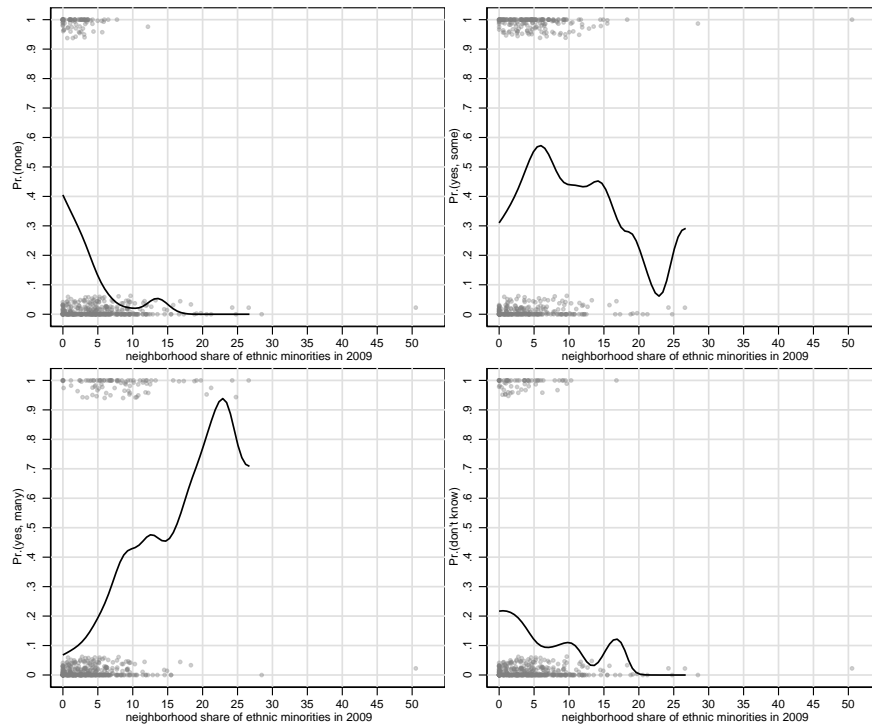 Pr.(none)
0 .1 .2 .3 .4 .5 .6 .7 .8 .9 1
0 5 10 15 20 25 30 35 40 45 50
neighborhood share of ethnic minorities in 2009
Pr.(yes, some)
0 .1 .2 .3 .4 .5 .6 .7 .8 .9 1
0 5 10 15 20 25 30 35 40 45 50
neighborhood share of ethnic minorities in 2009
Pr.(yes, many)
0 .1 .2 .3 .4 .5 .6 .7 .8 .9 1
0 5 10 15 20 25 30 35 40 45 50
neighborhood share of ethnic minorities in 2009
Pr.(don't know)
0 .1 .2 .3 .4 .5 .6 .7 .8 .9 1
0 5 10 15 20 25 30 35 40 45 50
neighborhood share of ethnic minorities in 2009